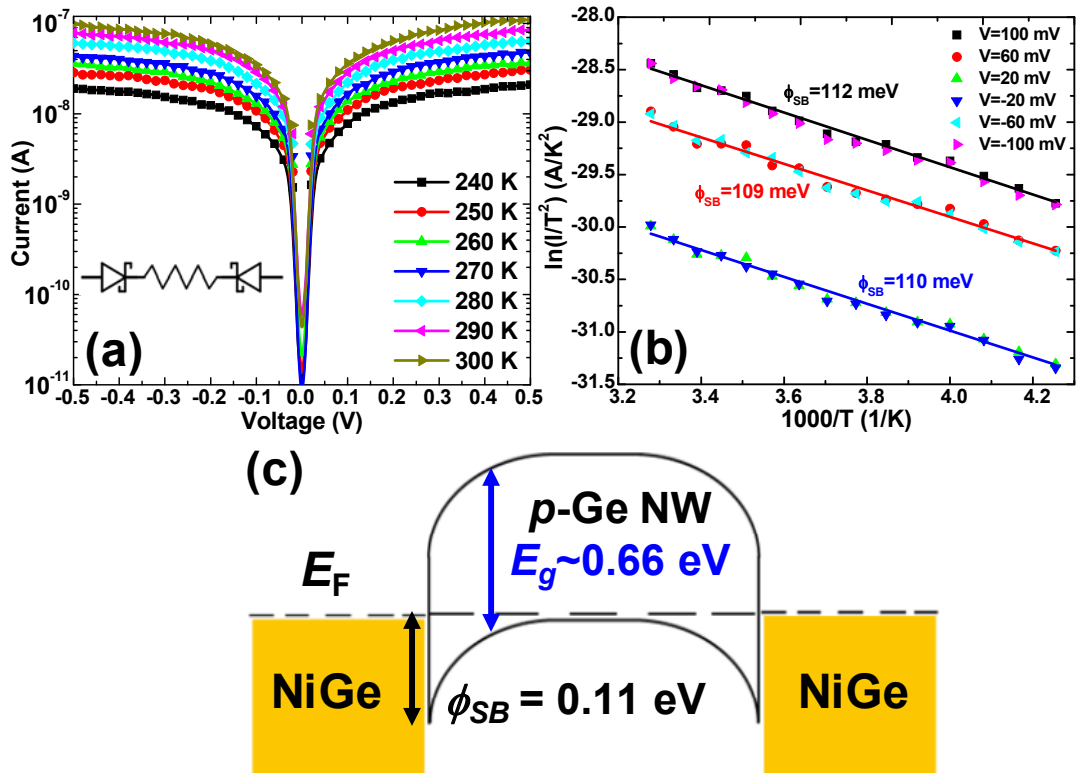 Current (A)
10^-7
10^-8
10^-9
10^-10
10^-11
240 K
250 K
260 K
270 K
280 K
290 K
300 K
(a)
-0.5 -0.4 -0.3 -0.2 -0.1 0.0 0.1 0.2 0.3 0.4 0.5
Voltage (V)
ln(I/T²) (A/K²)
-28.0
-28.5
-29.0
-29.5
-30.0
-30.5
-31.0
-31.5
V=100 mV
V=60 mV
V=20 mV
V=-20 mV
V=-60 mV
V=-100 mV
ϕSB=112 meV
ϕSB=109 meV
ϕSB=110 meV
(b)
3.2 3.4 3.6 3.8 4.0 4.2 4.4
1000/T (1/K)
(c)
p-Ge NW
Eg~0.66 eV
EF
NiGe
ϕSB = 0.11 eV
NiGe